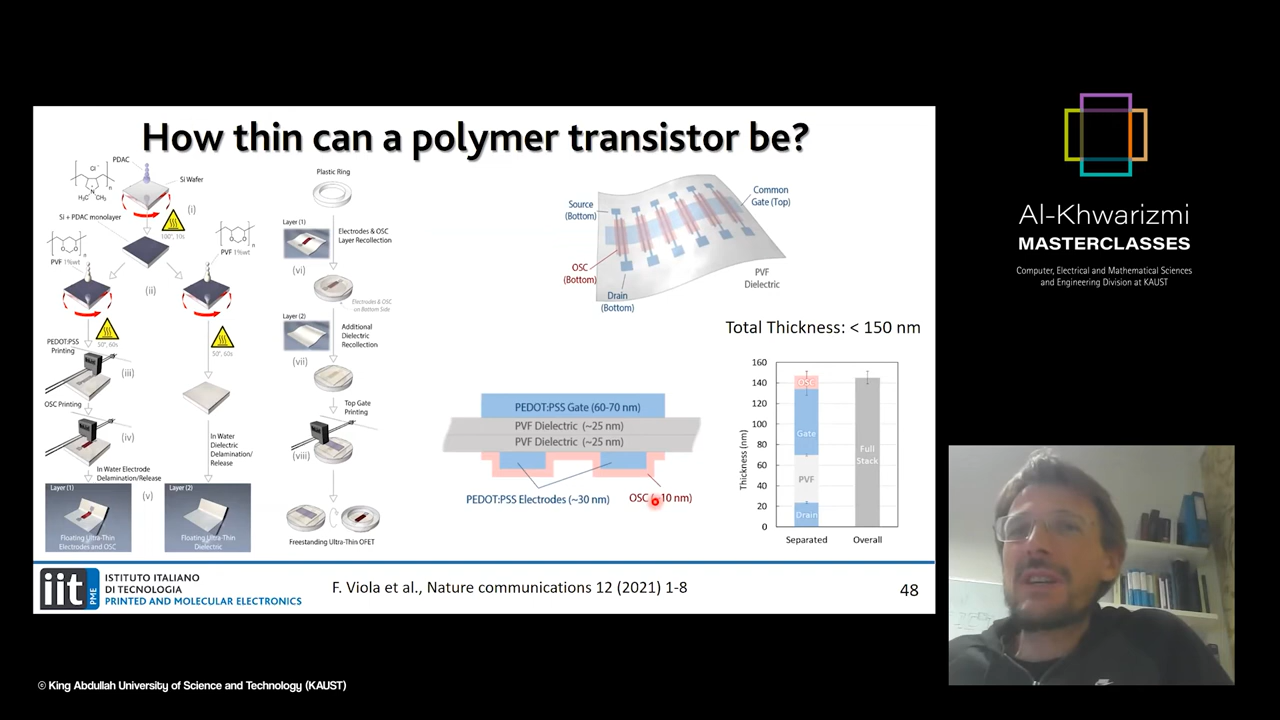 How thin can a polymer transistor be?
PDAC
Cl⁻
H₃C CH₃
n
Si Wafer
(i)
100°, 10s
Si + PDAC monolayer
PVF 1%wt
n
PVF 1%wt
n
(ii)
50°, 60s
50°, 60s
PEDOT:PSS
Printing
(iii)
OSC Printing
(iv)
In Water Electrode
Delamination/Release
In Water
Dielectric
Delamination/
Release
(v)
Layer (1)
Floating Ultra-Thin
Electrodes and OSC
Layer (2)
Floating Ultra-Thin
Dielectric
Plastic Ring
Layer (1)
Electrodes & OSC
Layer Recollection
(vi)
Electrodes & OSC
on Bottom Side
Layer (2)
Additional
Dielectric
Recollection
(vii)
Top Gate
Printing
(viii)
Freestanding Ultra-Thin OFET
Source
(Bottom)
Common
Gate (Top)
OSC
(Bottom)
Drain
(Bottom)
PVF
Dielectric
Total Thickness: < 150 nm
PEDOT:PSS Gate (60-70 nm)
PVF Dielectric (~25 nm)
PVF Dielectric (~25 nm)
PEDOT:PSS Electrodes (~30 nm)
OSC (~10 nm)
Thickness (nm)
160
140
120
100
80
60
40
20
0
OSC
Gate
PVF
Drain
Full
Stack
Separated
Overall
iit
PME
ISTITUTO ITALIANO
DI TECNOLOGIA
PRINTED AND MOLECULAR ELECTRONICS
F. Viola et al., Nature communications 12 (2021) 1-8
48
Al-Khwarizmi
MASTERCLASSES
Computer, Electrical and Mathematical Sciences
and Engineering Division at KAUST
© King Abdullah University of Science and Technology (KAUST)